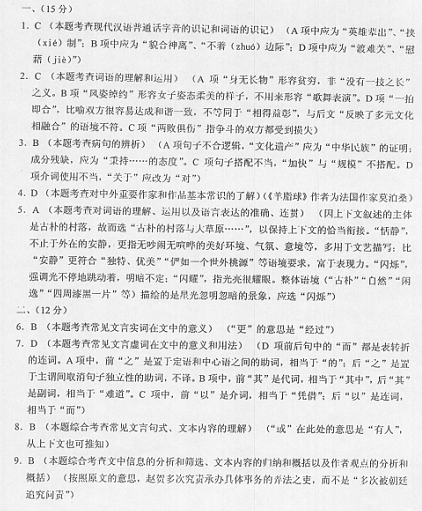 一、(15 分)
1. C (本题考查现代汉语普通话字音的识记和词语的识记) (A 项中应为“英雄辈出”、“挟
(xié) 制”;B 项中应为“貌合神离”、“不着 (zhuó) 边际”;D 项中应为“渡难关”、“慰
藉 (jiè)”)
2. C (本题考查词语的理解和运用) (A 项“身无长物”形容贫穷,非“没有一技之长”
之义。B 项“风姿绰约”形容女子姿态柔美的样子,不用来形容“歌舞表演”。D 项“一拍
即合”,比喻双方很容易达成和谐一致,不等同于“相得益彰”,与后文“反映了多元文化
相融合”的语境不符。C 项“两败俱伤”指争斗的双方都受到损失)
3. B (本题考查病句的辨析) (A 项句子不合逻辑,“文化遗产”应为“中华民族”的证明;
成分残缺,应为“秉持……的态度”。C 项句子搭配不当,“加快”与“规模”不搭配。D
项介词使用不当,“关于”应改为“对”)
4. D (本题考查对中外重要作家和作品基本常识的了解)(《羊脂球》作者为法国作家莫泊桑)
5. A (本题考查对词语的理解、运用以及语言表达的准确、连贯) (因上下文叙述的主体
是古朴的村落,故而选“古朴的村落与大草原……”,以保持上下文的恰当衔接。“恬静”,
不止于外在的安静,更指无吵闹无喧哗的美好环境、气氛、意境等,多用于文艺描写;比
“安静”更符合“独特、优美”“俨如一个世外桃源”等语境要求,富于表现力。“闪烁”,
强调光不停地跳动着,明暗不定;“闪耀”,指光亮很耀眼。整体语境(“古朴”“自然”“闲
逸”“四周漆黑一片”等)描绘的是星光忽明忽暗的景象,应选“闪烁”)
二、(12 分)
6. B (本题考查常见文言实词在文中的意义) (“更”的意思是“经过”)
7. D (本题考查常见文言虚词在文中的意义和用法) (D 项前后句中的“而”都是表转折
的连词。A 项中,前“之”是置于定语和中心语之间的助词,相当于“的”;后“之”是置
于主谓间取消句子独立性的助词,不译。B 项中,前“其”是代词,相当于“其中”,后“其”
是副词,相当于“难道”。C 项中,前“以”是介词,相当于“凭借”;后“以”是连词,
相当于“而”)
8. B (本题综合考查常见文言句式、文本内容的理解) (“或”在此处的意思是“有人”,
从上下文也可推知)
9. B (本题综合考查文中信息的分析和筛选、文本内容的归纳和概括以及作者观点的分析和
概括) (按照原文的意思,赵贺多次究责承办具体事务的弄法之吏,而不是“多次被朝廷
追究问责”)